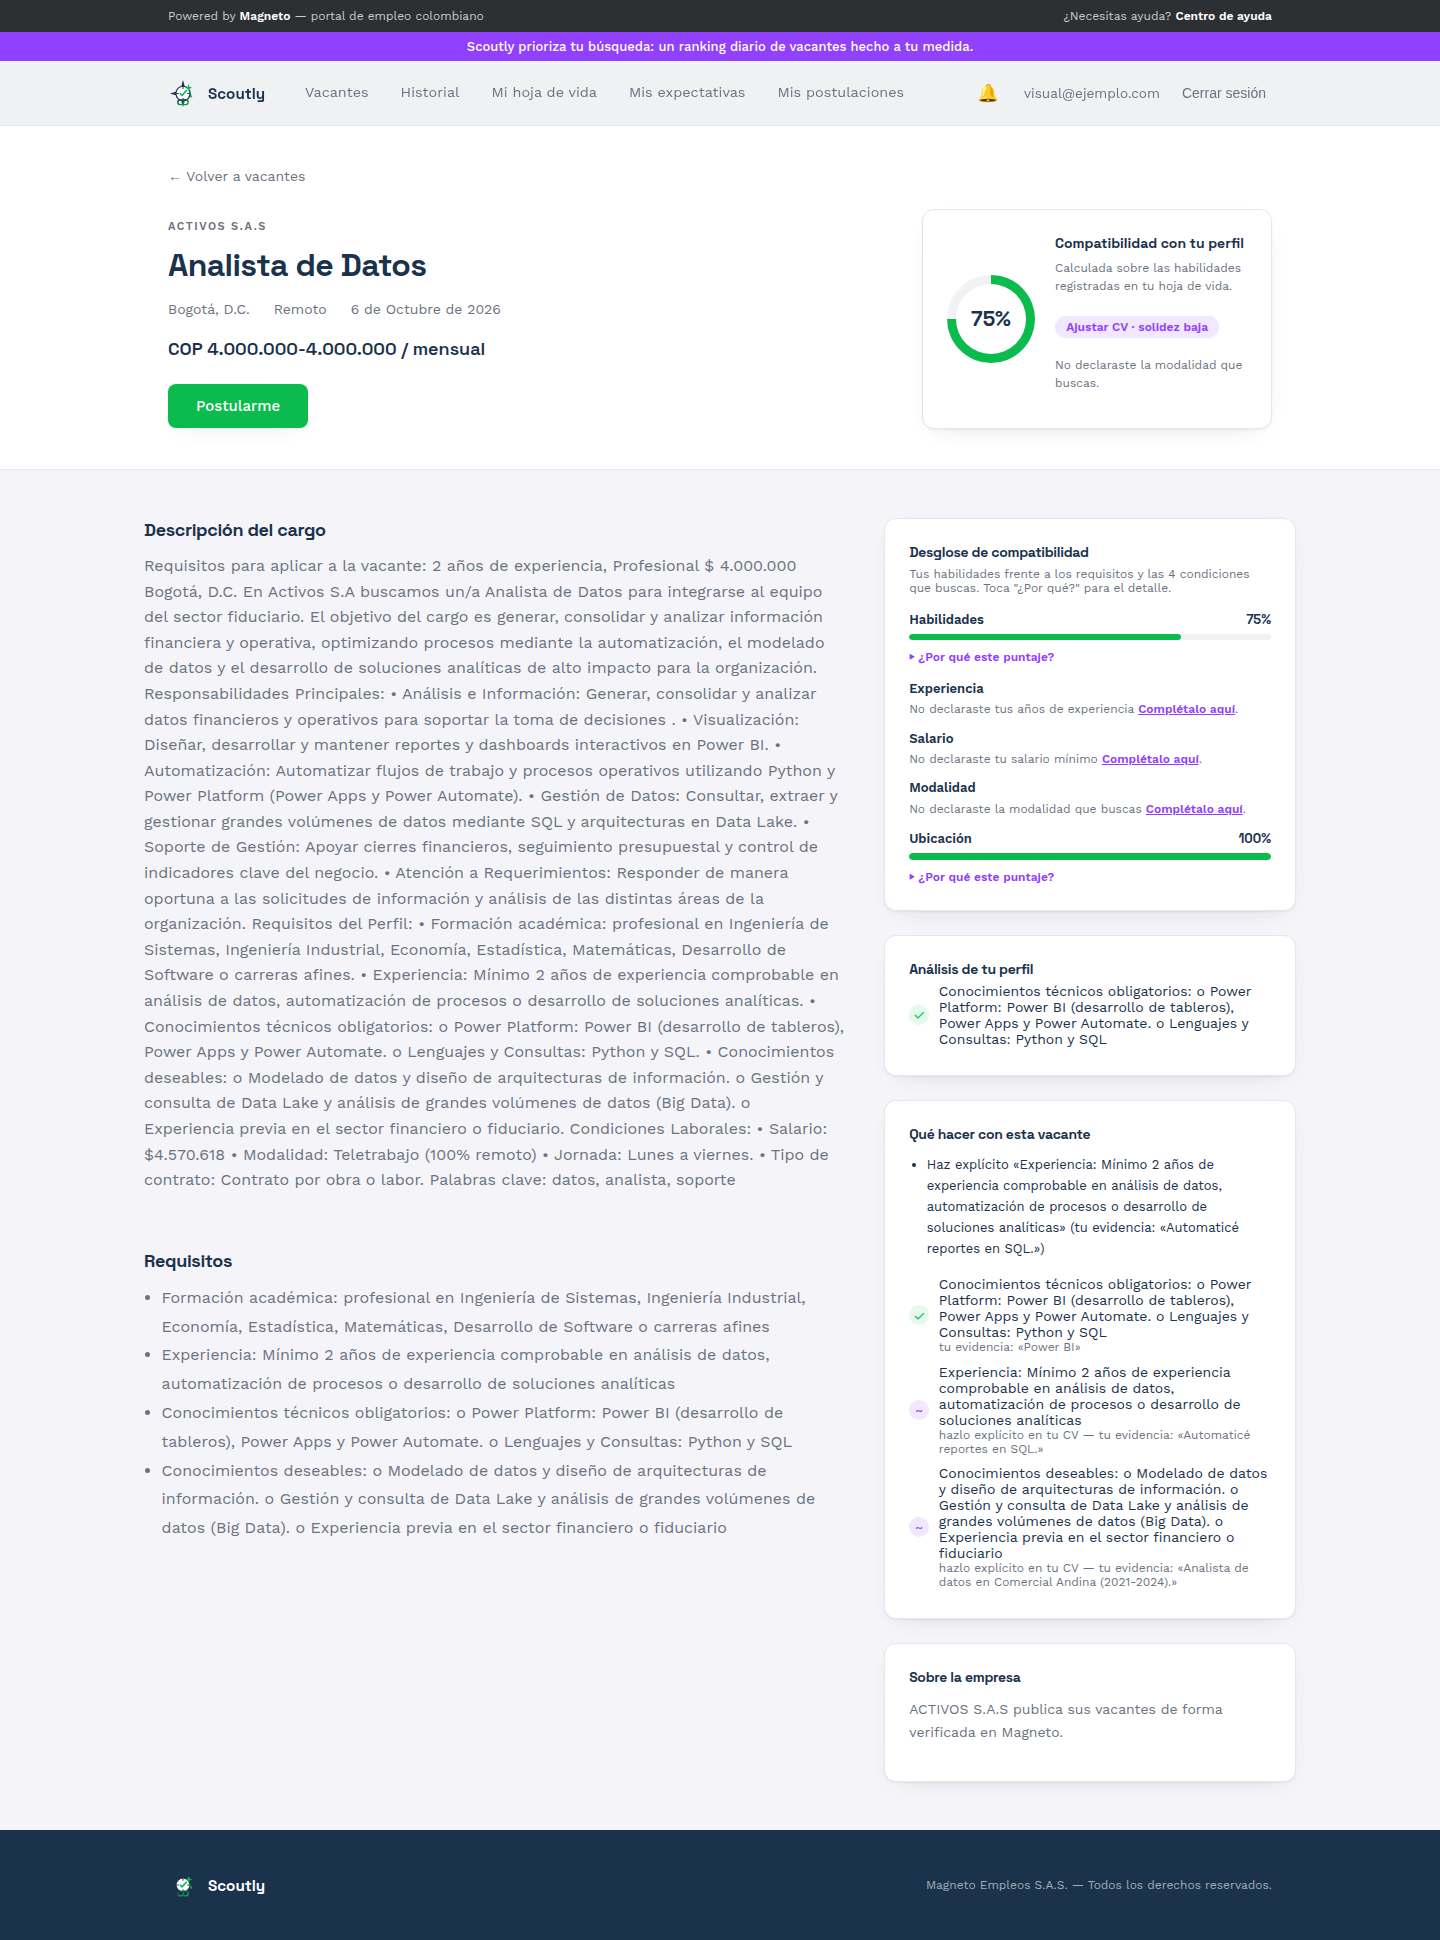 Powered by Magneto — portal de empleo colombiano
¿Necesitas ayuda? Centro de ayuda
Scoutly prioriza tu búsqueda: un ranking diario de vacantes hecho a tu medida.
Scoutly
Vacantes
Historial
Mi hoja de vida
Mis expectativas
Mis postulaciones
visual@ejemplo.com
Cerrar sesión
← Volver a vacantes
ACTIVOS S.A.S
Analista de Datos
Bogotá, D.C.
Remoto
6 de Octubre de 2026
COP 4.000.000-4.000.000 / mensual
Postularme
75%
Compatibilidad con tu perfil
Calculada sobre las habilidades
registradas en tu hoja de vida.
Ajustar CV · solidez baja
No declaraste la modalidad que
buscas.
Descripción del cargo
Requisitos para aplicar a la vacante: 2 años de experiencia, Profesional $ 4.000.000
Bogotá, D.C. En Activos S.A buscamos un/a Analista de Datos para integrarse al equipo
del sector fiduciario. El objetivo del cargo es generar, consolidar y analizar información
financiera y operativa, optimizando procesos mediante la automatización, el modelado
de datos y el desarrollo de soluciones analíticas de alto impacto para la organización.
Responsabilidades Principales: • Análisis e Información: Generar, consolidar y analizar
datos financieros y operativos para soportar la toma de decisiones . • Visualización:
Diseñar, desarrollar y mantener reportes y dashboards interactivos en Power BI. •
Automatización: Automatizar flujos de trabajo y procesos operativos utilizando Python y
Power Platform (Power Apps y Power Automate). • Gestión de Datos: Consultar, extraer y
gestionar grandes volúmenes de datos mediante SQL y arquitecturas en Data Lake. •
Soporte de Gestión: Apoyar cierres financieros, seguimiento presupuestal y control de
indicadores clave del negocio. • Atención a Requerimientos: Responder de manera
oportuna a las solicitudes de información y análisis de las distintas áreas de la
organización. Requisitos del Perfil: • Formación académica: profesional en Ingeniería de
Sistemas, Ingeniería Industrial, Economía, Estadística, Matemáticas, Desarrollo de
Software o carreras afines. • Experiencia: Mínimo 2 años de experiencia comprobable en
análisis de datos, automatización de procesos o desarrollo de soluciones analíticas. •
Conocimientos técnicos obligatorios: o Power Platform: Power BI (desarrollo de tableros),
Power Apps y Power Automate. o Lenguajes y Consultas: Python y SQL. • Conocimientos
deseables: o Modelado de datos y diseño de arquitecturas de información. o Gestión y
consulta de Data Lake y análisis de grandes volúmenes de datos (Big Data). o
Experiencia previa en el sector financiero o fiduciario. Condiciones Laborales: • Salario:
$4.570.618 • Modalidad: Teletrabajo (100% remoto) • Jornada: Lunes a viernes. • Tipo de
contrato: Contrato por obra o labor. Palabras clave: datos, analista, soporte
Requisitos
• Formación académica: profesional en Ingeniería de Sistemas, Ingeniería Industrial,
Economía, Estadística, Matemáticas, Desarrollo de Software o carreras afines
• Experiencia: Mínimo 2 años de experiencia comprobable en análisis de datos,
automatización de procesos o desarrollo de soluciones analíticas
• Conocimientos técnicos obligatorios: o Power Platform: Power BI (desarrollo de
tableros), Power Apps y Power Automate. o Lenguajes y Consultas: Python y SQL
• Conocimientos deseables: o Modelado de datos y diseño de arquitecturas de
información. o Gestión y consulta de Data Lake y análisis de grandes volúmenes de
datos (Big Data). o Experiencia previa en el sector financiero o fiduciario
Desglose de compatibilidad
Tus habilidades frente a los requisitos y las 4 condiciones
que buscas. Toca "¿Por qué?" para el detalle.
Habilidades 75%
¿Por qué este puntaje?
Experiencia
No declaraste tus años de experiencia Complétalo aquí.
Salario
No declaraste tu salario mínimo Complétalo aquí.
Modalidad
No declaraste la modalidad que buscas Complétalo aquí.
Ubicación 100%
¿Por qué este puntaje?
Análisis de tu perfil
Conocimientos técnicos obligatorios: o Power
Platform: Power BI (desarrollo de tableros),
Power Apps y Power Automate. o Lenguajes y
Consultas: Python y SQL
Qué hacer con esta vacante
• Haz explícito «Experiencia: Mínimo 2 años de
experiencia comprobable en análisis de datos,
automatización de procesos o desarrollo de
soluciones analíticas» (tu evidencia: «Automaticé
reportes en SQL.»)
Conocimientos técnicos obligatorios: o Power
Platform: Power BI (desarrollo de tableros),
Power Apps y Power Automate. o Lenguajes y
Consultas: Python y SQL
tu evidencia: «Power BI»
Experiencia: Mínimo 2 años de experiencia
comprobable en análisis de datos,
automatización de procesos o desarrollo de
~ soluciones analíticas
hazlo explícito en tu CV — tu evidencia: «Automaticé
reportes en SQL.»
Conocimientos deseables: o Modelado de datos
y diseño de arquitecturas de información. o
Gestión y consulta de Data Lake y análisis de
~ grandes volúmenes de datos (Big Data). o
Experiencia previa en el sector financiero o
fiduciario
hazlo explícito en tu CV — tu evidencia: «Analista de
datos en Comercial Andina (2021-2024).»
Sobre la empresa
ACTIVOS S.A.S publica sus vacantes de forma
verificada en Magneto.
Scoutly
Magneto Empleos S.A.S. — Todos los derechos reservados.